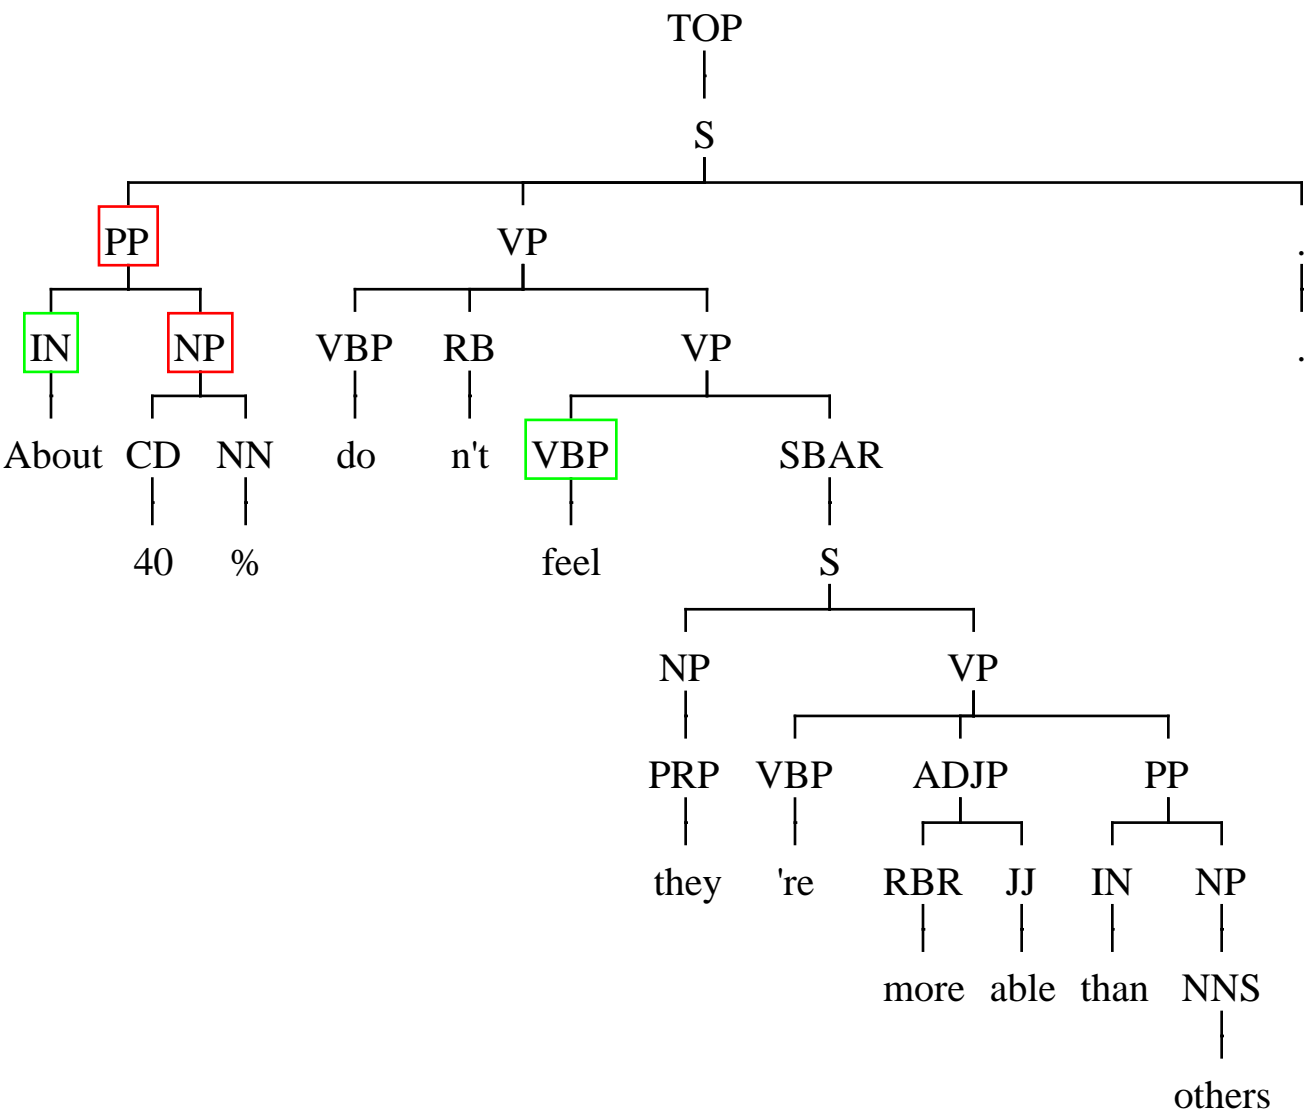 TOP
S
PP VP .
IN NP VBP RB VP .
About CD NN do n't VBP SBAR
40 % feel S
NP VP
PRP VBP ADJP PP
they 're RBR JJ IN NP
more able than NNS
others